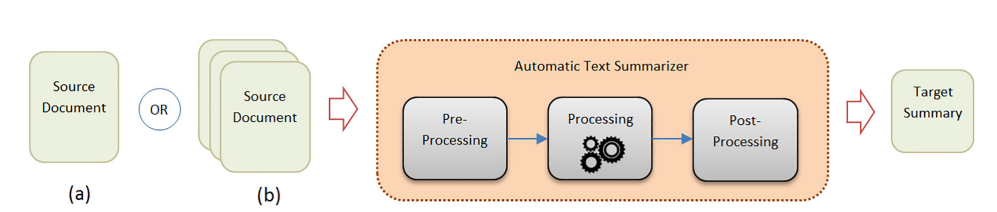 Source
Document
(a)
OR
Source
Document
(b)
Automatic Text Summarizer
Pre-
Processing
Processing
Post-
Processing
Target
Summary